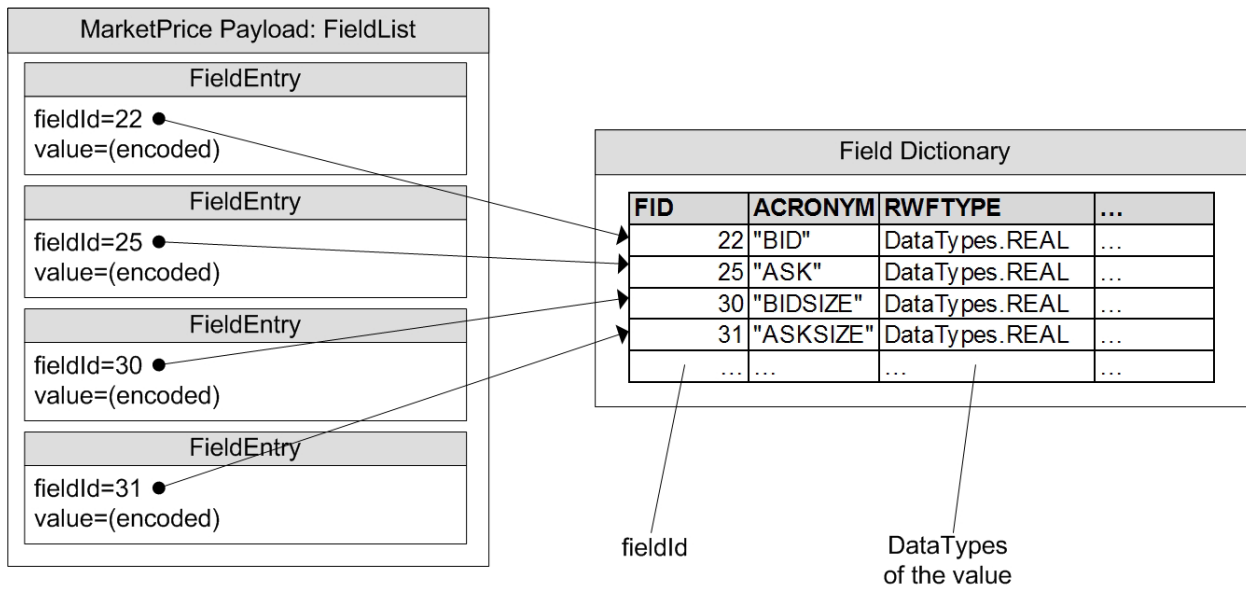 MarketPrice Payload: FieldList
FieldEntry
fieldId=22
value=(encoded)
FieldEntry
fieldId=25
value=(encoded)
FieldEntry
fieldId=30
value=(encoded)
FieldEntry
fieldId=31
value=(encoded)
Field Dictionary
FID ACRONYM RWFTYPE ...
22 "BID" DataTypes.REAL ...
25 "ASK" DataTypes.REAL ...
30 "BIDSIZE" DataTypes.REAL ...
31 "ASKSIZE" DataTypes.REAL ...
... ... ... ...
fieldId
DataTypes
of the value